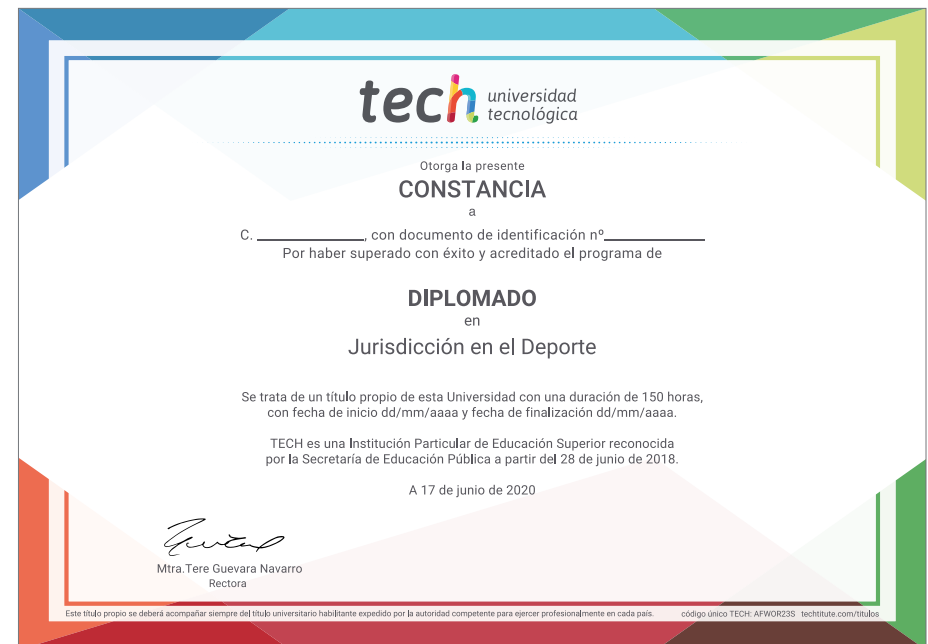 tech universidad
tecnológica
Otorga la presente
CONSTANCIA
a
C. ______________, con documento de identificación nº_____________
Por haber superado con éxito y acreditado el programa de
DIPLOMADO
en
Jurisdicción en el Deporte
Se trata de un título propio de esta Universidad con una duración de 150 horas,
con fecha de inicio dd/mm/aaaa y fecha de finalización dd/mm/aaaa.
TECH es una Institución Particular de Educación Superior reconocida
por la Secretaría de Educación Pública a partir del 28 de junio de 2018.
A 17 de junio de 2020
Mtra.Tere Guevara Navarro
Rectora
Este título propio se deberá acompañar siempre del título universitario habilitante expedido por la autoridad competente para ejercer profesionalmente en cada país. código único TECH: AFWOR23S techtitute.com/titulos